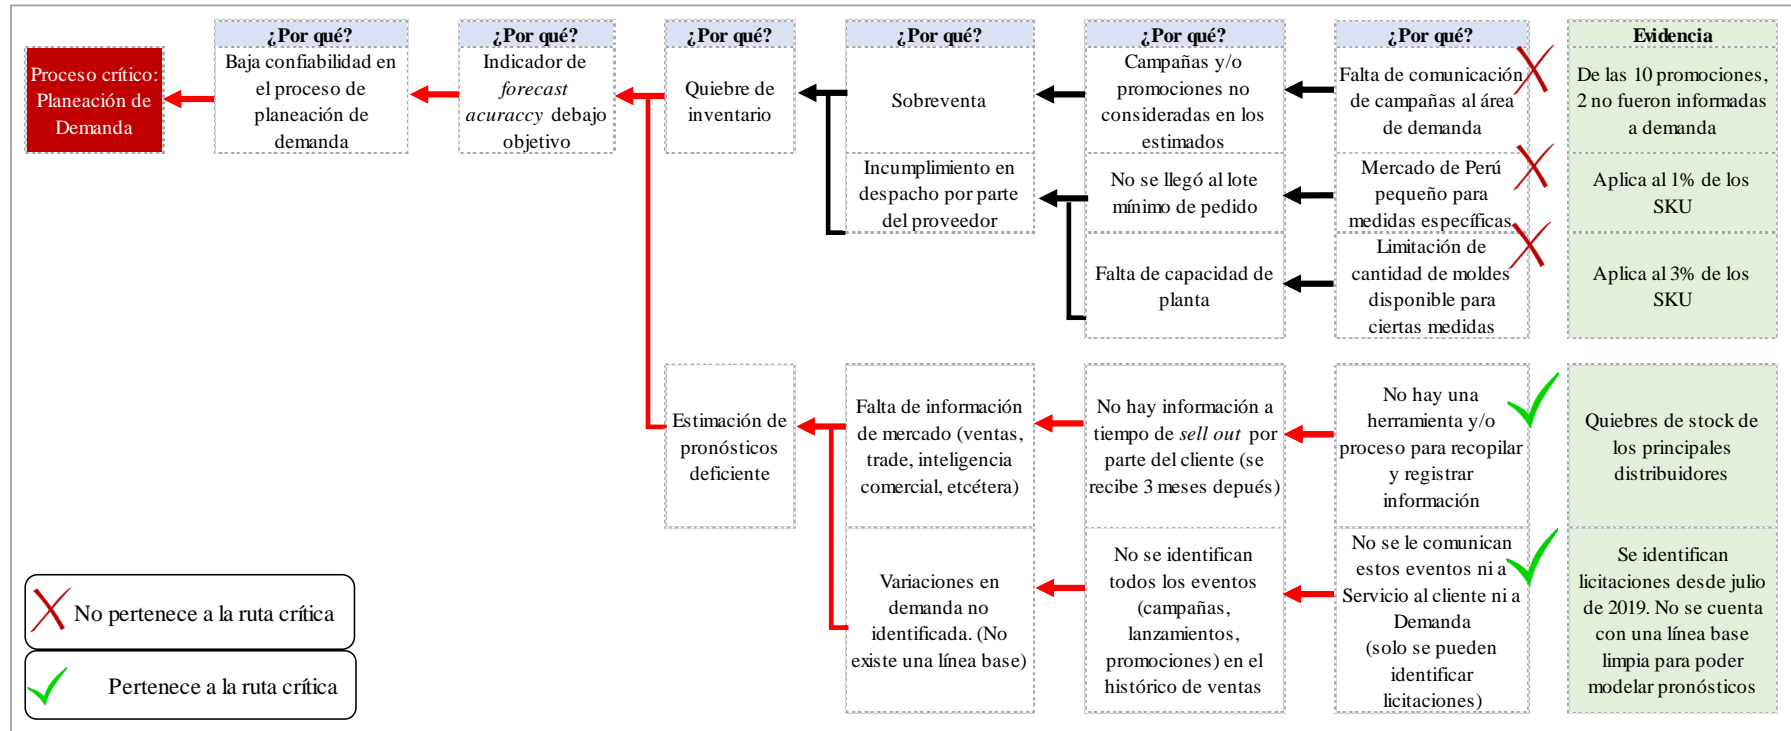 ¿Por qué?
¿Por qué?
¿Por qué?
¿Por qué?
¿Por qué?
¿Por qué?
Evidencia
Proceso crítico:
Planeación de
Demanda
Baja confiabilidad en
el proceso de
planeación de
demanda
Indicador de
forecast
acuraccy debajo
objetivo
Quiebre de
inventario
Sobreventa
Campañas y/o
promociones no
consideradas en los
estimados
Falta de comunicación
de campañas al área
de demanda
De las 10 promociones,
2 no fueron informadas
a demanda
Incumplimiento en
despacho por parte
del proveedor
No se llegó al lote
mínimo de pedido
Mercado de Perú
pequeño para
medidas específicas
Aplica al 1% de los
SKU
Falta de capacidad de
planta
Limitación de
cantidad de moldes
disponible para
ciertas medidas
Aplica al 3% de los
SKU
Estimación de
pronósticos
deficiente
Falta de información
de mercado (ventas,
trade, inteligencia
comercial, etcétera)
No hay información a
tiempo de sell out por
parte del cliente (se
recibe 3 meses depués)
No hay una
herramienta y/o
proceso para recopilar
y registrar
información
Quiebres de stock de
los principales
distribuidores
Variaciones en
demanda no
identificada. (No
existe una línea base)
No se identifican
todos los eventos
(campañas,
lanzamientos,
promociones) en el
histórico de ventas
No se le comunican
estos eventos ni a
Servicio al cliente ni a
Demanda
(solo se pueden
identificar
licitaciones)
Se identifican
licitaciones desde julio
de 2019. No se cuenta
con una línea base
limpia para poder
modelar pronósticos
No pertenece a la ruta crítica
Pertenece a la ruta crítica